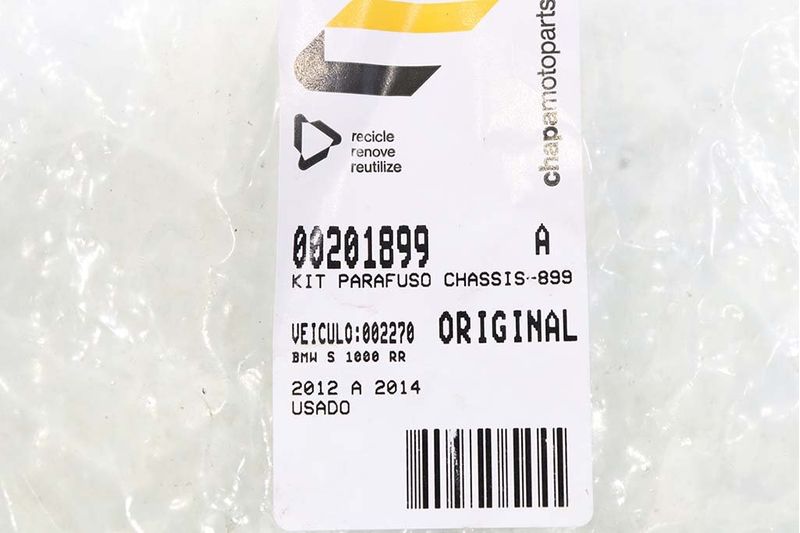 chapamotoparts
recicle
renove
reutilize
00201899 A
KIT PARAFUSO CHASSIS--899
VEICULO:002270 ORIGINAL
BMW S 1000 RR
2012 A 2014
USADO